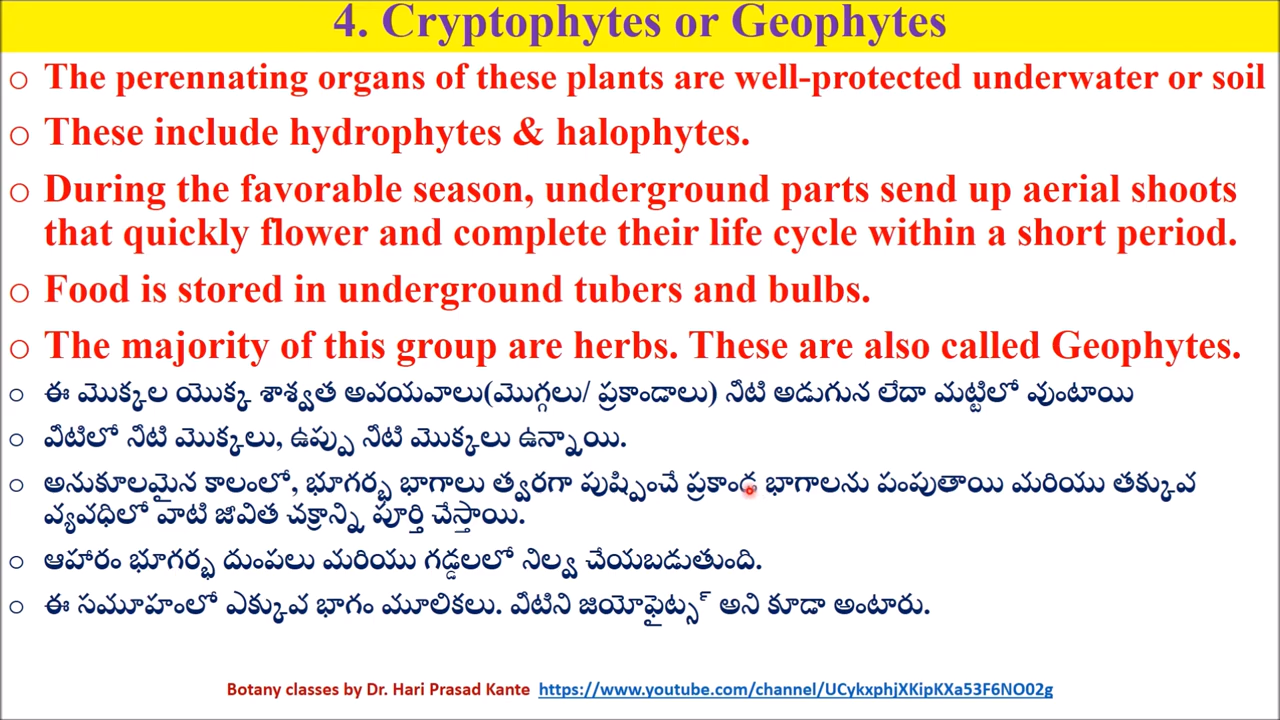 4. Cryptophytes or Geophytes
o The perennating organs of these plants are well-protected underwater or soil
o These include hydrophytes & halophytes.
o During the favorable season, underground parts send up aerial shoots
that quickly flower and complete their life cycle within a short period.
o Food is stored in underground tubers and bulbs.
o The majority of this group are herbs. These are also called Geophytes.
o ఈ మొక్కల యొక్క శాశ్వత అవయవాలు(మొగ్గలు/ ప్రకాండాలు) నీటి అడుగున లేదా మట్టిలో వుంటాయి
o వీటిలో నీటి మొక్కలు, ఉప్పు నీటి మొక్కలు ఉన్నాయి.
o అనుకూలమైన కాలంలో, భూగర్భ భాగాలు త్వరగా పుష్పించే ప్రకాండ భాగాలను పంపుతాయి మరియు తక్కువ
వ్యవధిలో వాటి జీవిత చక్రాన్ని పూర్తి చేస్తాయి.
o ఆహారం భూగర్భ దుంపలు మరియు గడ్డలలో నిల్వ చేయబడుతుంది.
o ఈ సమూహంలో ఎక్కువ భాగం మూలికలు. వీటిని జియోఫైట్స్ అని కూడా అంటారు.
Botany classes by Dr. Hari Prasad Kante https://www.youtube.com/channel/UCykxphjXKipKXa53F6NO02g